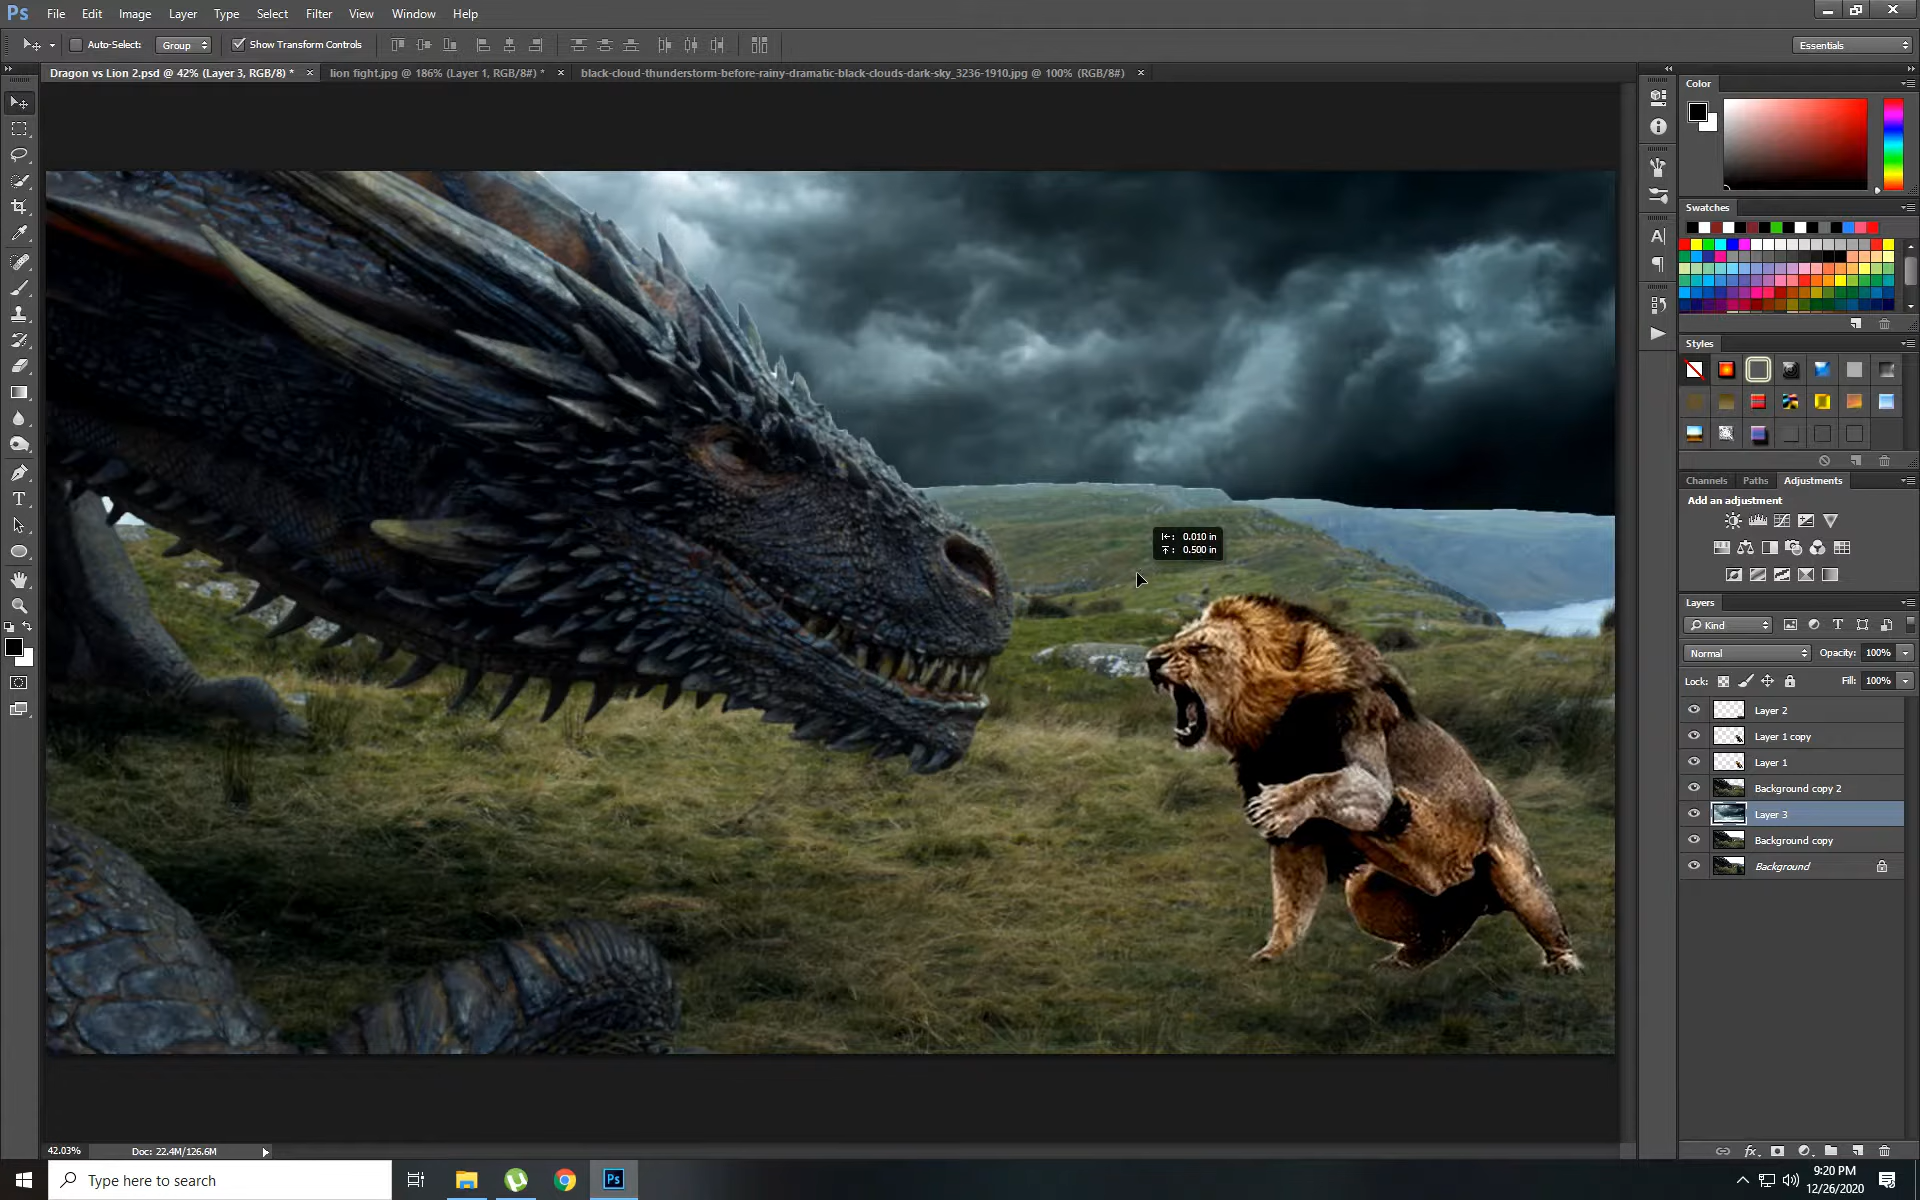 Ps File Edit Image Layer Type Select Filter View Window Help
Auto-Select: Group Show Transform Controls Essentials
Dragon vs Lion 2.psd @ 42% (Layer 3, RGB/8) * × lion fight.jpg @ 186% (Layer 1, RGB/8#) * × black-cloud-thunderstorm-before-rainy-dramatic-black-clouds-dark-sky_3236-1910.jpg @ 100% (RGB/8#) ×
Color
Swatches
Styles
Channels Paths Adjustments
Add an adjustment
0.010 in
0.500 in
Layers
Kind
Normal Opacity: 100%
Lock: Fill: 100%
Layer 2
Layer 1 copy
Layer 1
Background copy 2
Layer 3
Background copy
Background
42.03% Doc: 22.4M/126.6M
fx
Type here to search
Ps
9:20 PM
12/26/2020